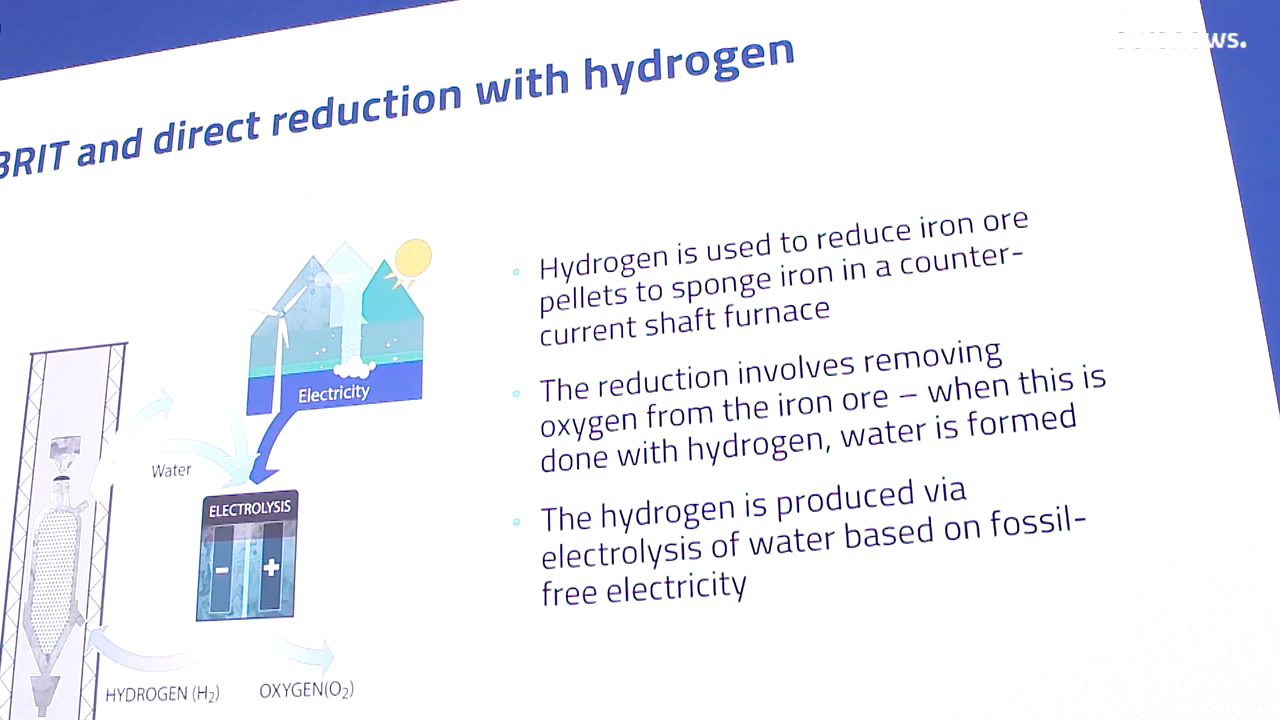 BRIT and direct reduction with hydrogen
Hydrogen is used to reduce iron ore
pellets to sponge iron in a counter-
current shaft furnace
The reduction involves removing
oxygen from the iron ore – when this is
done with hydrogen, water is formed
The hydrogen is produced via
electrolysis of water based on fossil-
free electricity
Electricity
Water
ELECTROLYSIS
- +
HYDROGEN (H₂)
OXYGEN(O₂)
ws.